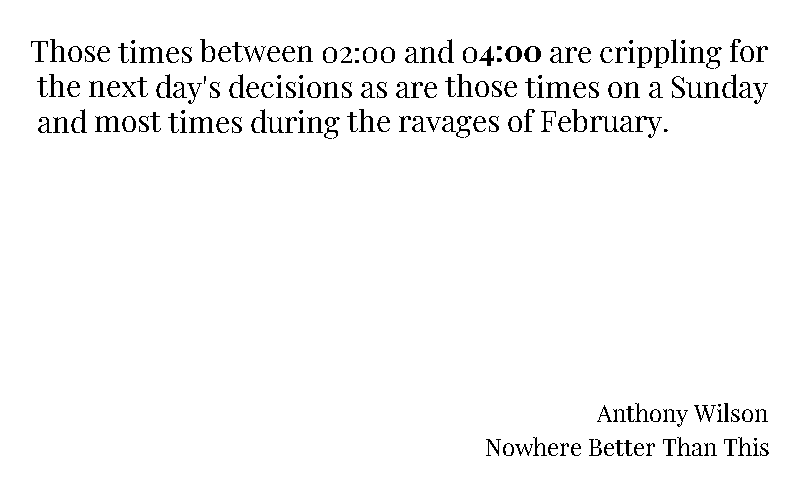 Those times between 02:00 and 04:00 are crippling for
the next day's decisions as are those times on a Sunday
and most times during the ravages of February.
Anthony Wilson
Nowhere Better Than This